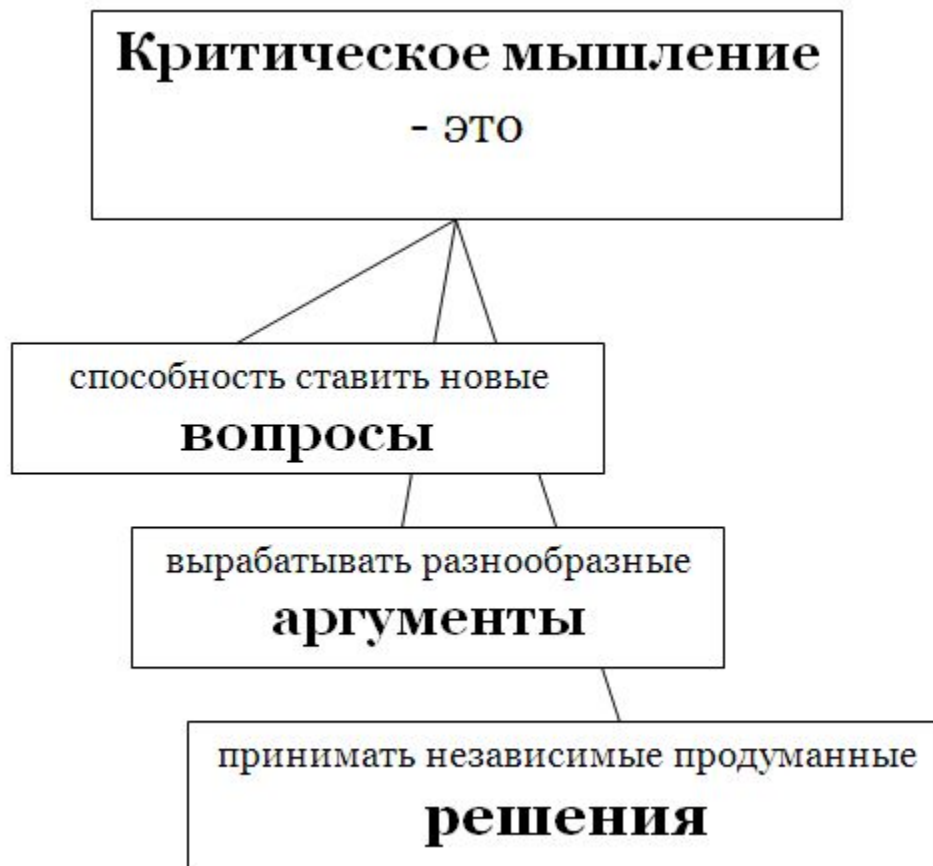 Критическое мышление
- это
способность ставить новые
вопросы
вырабатывать разнообразные
аргументы
принимать независимые продуманные
решения